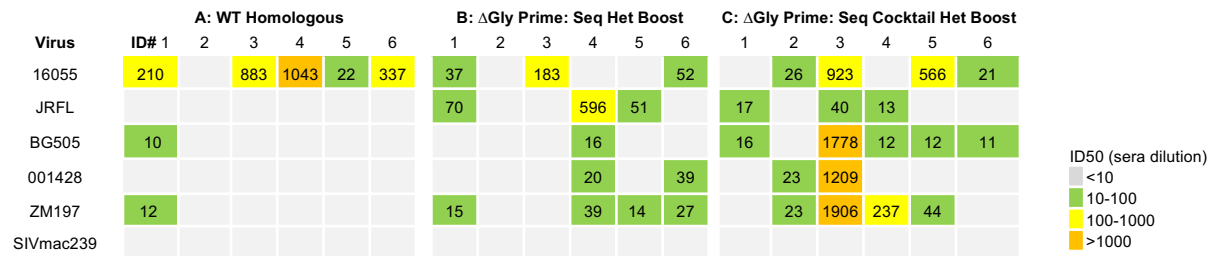 A: WT Homologous B: ΔGly Prime: Seq Het Boost C: ΔGly Prime: Seq Cocktail Het Boost
Virus ID# 1 2 3 4 5 6 1 2 3 4 5 6 1 2 3 4 5 6
16055 210 883 1043 22 337 37 183 52 26 923 566 21
JRFL 70 596 51 17 40 13
BG505 10 16 16 1778 12 12 11
001428 20 39 23 1209
ZM197 12 15 39 14 27 23 1906 237 44
SIVmac239
ID50 (sera dilution)
<10
10-100
100-1000
>1000